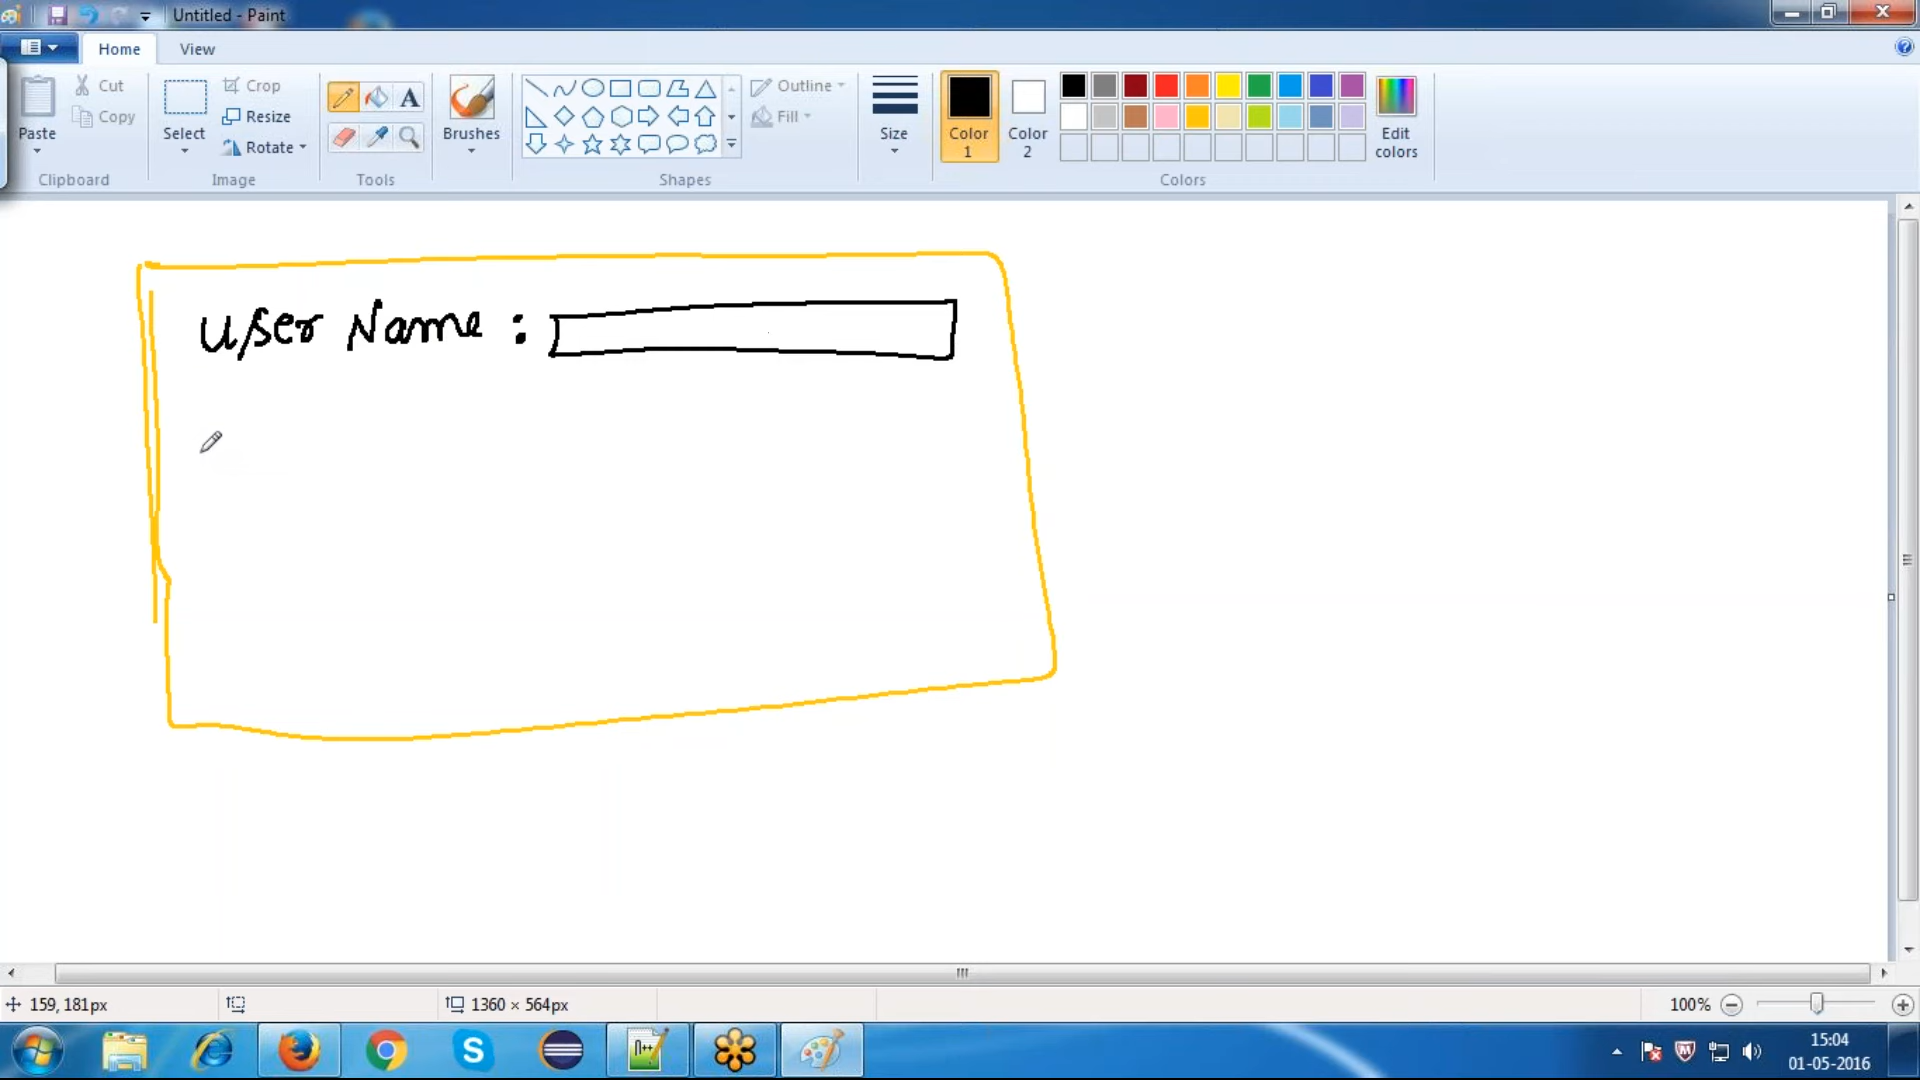 Untitled - Paint
Home View
Cut
Copy
Paste
Crop
Resize
Rotate
Select
Brushes
Outline
Fill
Size
Color 1
Color 2
Edit colors
Clipboard Image Tools Shapes Colors
User Name :
159, 181px 1360 × 564px 100%
15:04
01-05-2016